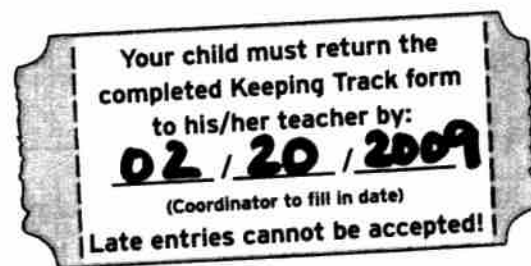 Your child must return the
completed Keeping Track form
to his/her teacher by:
02 / 20 / 2009
(Coordinator to fill in date)
Late entries cannot be accepted!